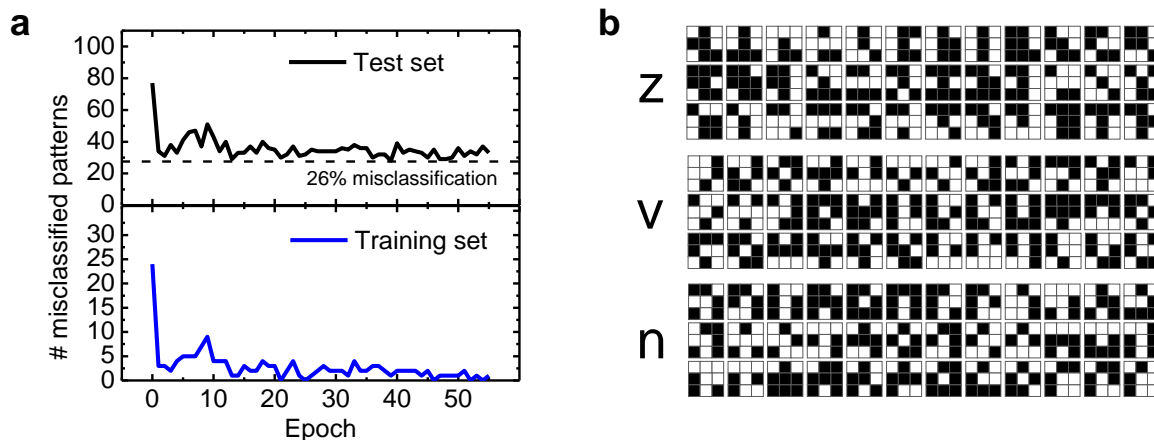 a
# misclassified patterns
100
80
60
40
20
0
Test set
26% misclassification
35
30
25
20
15
10
5
0
Training set
0 10 20 30 40 50
Epoch
b
z
v
n